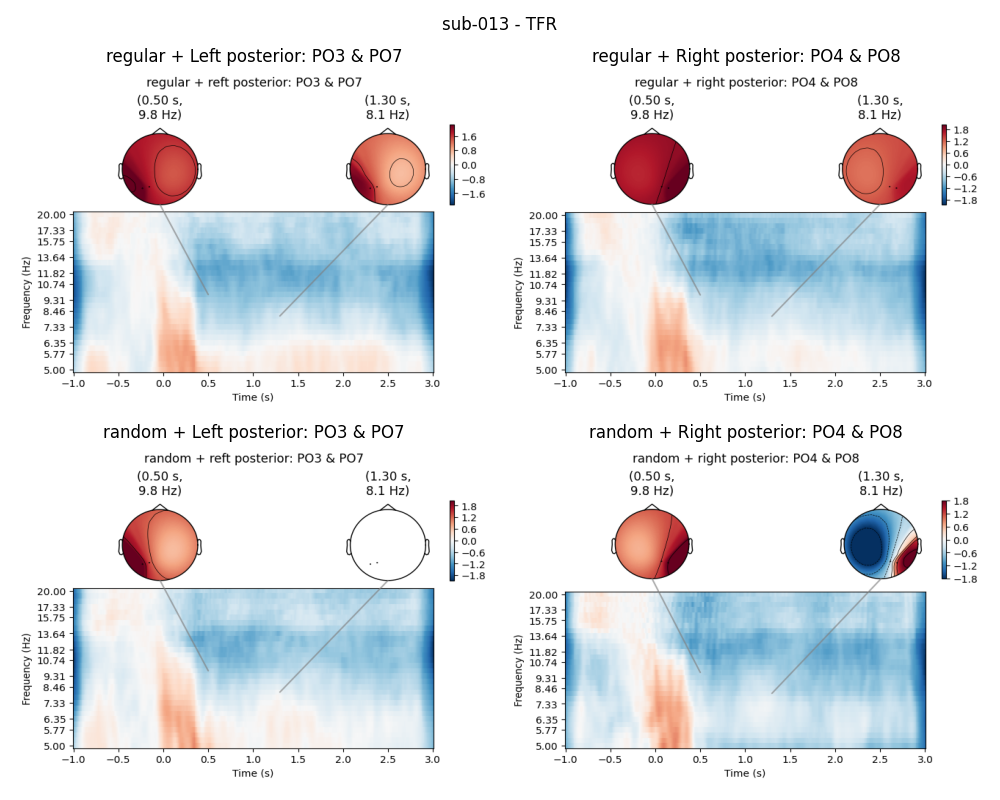 sub-013 - TFR
regular + Left posterior: PO3 & PO7
regular + reft posterior: PO3 & PO7
(0.50 s,
9.8 Hz)
(1.30 s,
8.1 Hz)
1.6
0.8
0.0
−0.8
−1.6
20.00
17.33
15.75
13.64
11.82
10.74
9.31
8.46
7.33
6.35
5.77
5.00
Frequency (Hz)
−1.0 −0.5 0.0 0.5 1.0 1.5 2.0 2.5 3.0
Time (s)
regular + Right posterior: PO4 & PO8
regular + right posterior: PO4 & PO8
(0.50 s,
9.8 Hz)
(1.30 s,
8.1 Hz)
1.8
1.2
0.6
0.0
−0.6
−1.2
−1.8
20.00
17.33
15.75
13.64
11.82
10.74
9.31
8.46
7.33
6.35
5.77
5.00
Frequency (Hz)
−1.0 −0.5 0.0 0.5 1.0 1.5 2.0 2.5 3.0
Time (s)
random + Left posterior: PO3 & PO7
random + reft posterior: PO3 & PO7
(0.50 s,
9.8 Hz)
(1.30 s,
8.1 Hz)
1.8
1.2
0.6
0.0
−0.6
−1.2
−1.8
20.00
17.33
15.75
13.64
11.82
10.74
9.31
8.46
7.33
6.35
5.77
5.00
Frequency (Hz)
−1.0 −0.5 0.0 0.5 1.0 1.5 2.0 2.5 3.0
Time (s)
random + Right posterior: PO4 & PO8
random + right posterior: PO4 & PO8
(0.50 s,
9.8 Hz)
(1.30 s,
8.1 Hz)
1.8
1.2
0.6
0.0
−0.6
−1.2
−1.8
20.00
17.33
15.75
13.64
11.82
10.74
9.31
8.46
7.33
6.35
5.77
5.00
Frequency (Hz)
−1.0 −0.5 0.0 0.5 1.0 1.5 2.0 2.5 3.0
Time (s)